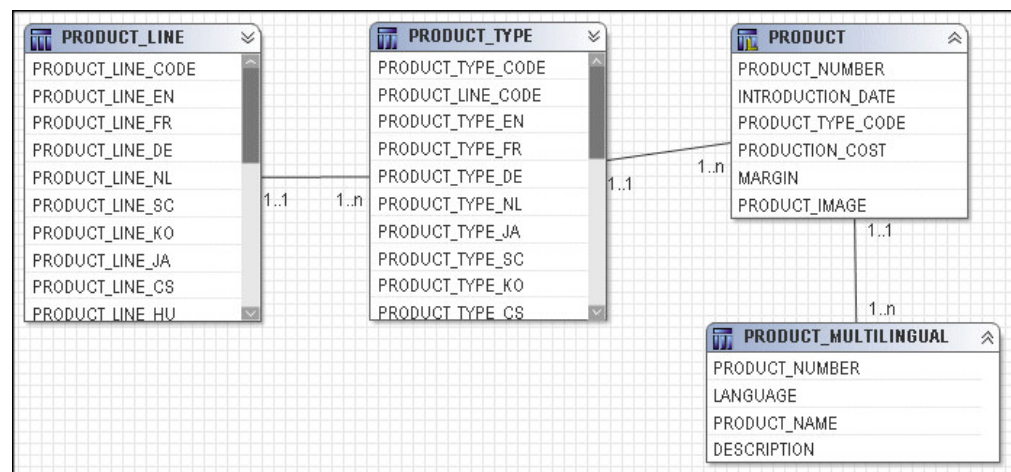 PRODUCT_LINE
PRODUCT_LINE_CODE
PRODUCT_LINE_EN
PRODUCT_LINE_FR
PRODUCT_LINE_DE
PRODUCT_LINE_NL
PRODUCT_LINE_SC
PRODUCT_LINE_KO
PRODUCT_LINE_JA
PRODUCT_LINE_CS
PRODUCT_LINE_HU
1..1
1..n
PRODUCT_TYPE
PRODUCT_TYPE_CODE
PRODUCT_LINE_CODE
PRODUCT_TYPE_EN
PRODUCT_TYPE_FR
PRODUCT_TYPE_DE
PRODUCT_TYPE_NL
PRODUCT_TYPE_JA
PRODUCT_TYPE_SC
PRODUCT_TYPE_KO
PRODUCT_TYPE_CS
1..1
1..n
PRODUCT
PRODUCT_NUMBER
INTRODUCTION_DATE
PRODUCT_TYPE_CODE
PRODUCTION_COST
MARGIN
PRODUCT_IMAGE
1..1
1..n
PRODUCT_MULTILINGUAL
PRODUCT_NUMBER
LANGUAGE
PRODUCT_NAME
DESCRIPTION